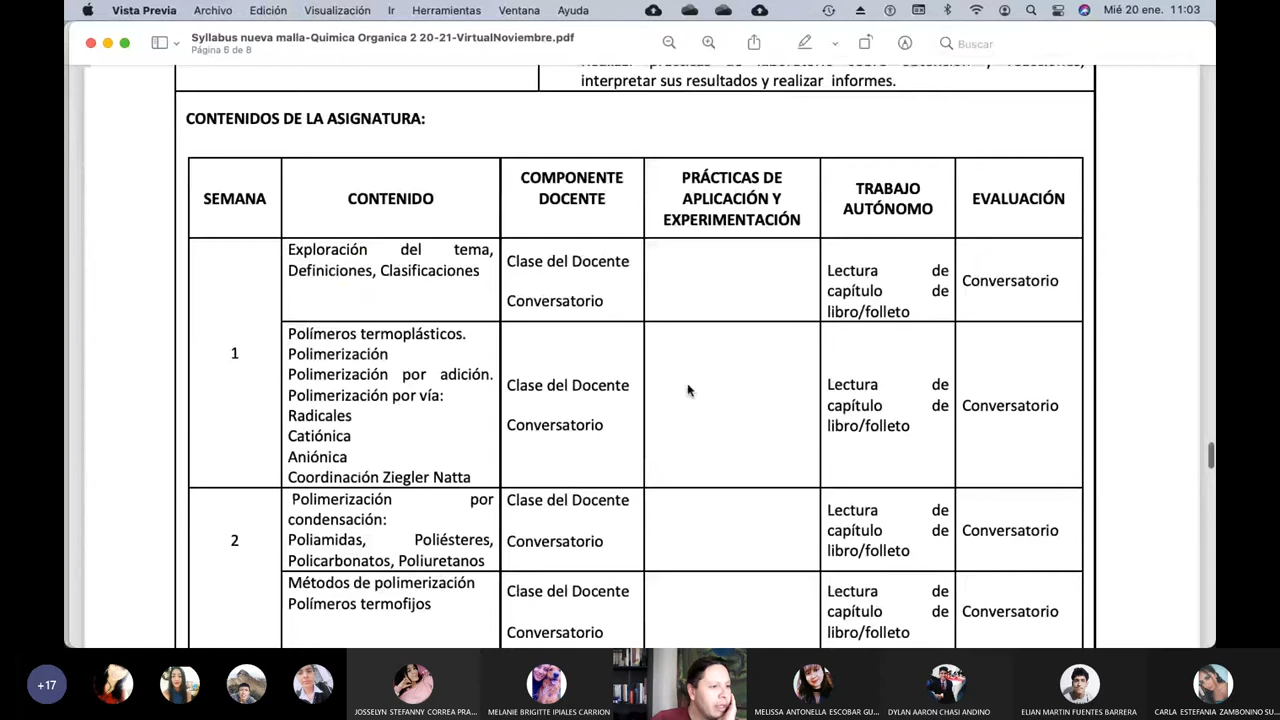 Vista Previa Archivo Edición Visualización Ir Herramientas Ventana Ayuda Mié 20 ene. 11:03
Syllabus nueva malla-Quimica Organica 2 20-21-VirtualNoviembre.pdf
Página 6 de 8
Buscar
Realizar prácticas de laboratorio sobre obtención y reacciones,
interpretar sus resultados y realizar informes.
CONTENIDOS DE LA ASIGNATURA:
SEMANA
CONTENIDO
COMPONENTE
DOCENTE
PRÁCTICAS DE
APLICACIÓN Y
EXPERIMENTACIÓN
TRABAJO
AUTÓNOMO
EVALUACIÓN
1
Exploración del tema,
Definiciones, Clasificaciones
Clase del Docente
Conversatorio
Lectura de
capítulo de
libro/folleto
Conversatorio
Polímeros termoplásticos.
Polimerización
Polimerización por adición.
Polimerización por vía:
Radicales
Catiónica
Aniónica
Coordinación Ziegler Natta
Clase del Docente
Conversatorio
Lectura de
capítulo de
libro/folleto
Conversatorio
2
Polimerización por
condensación:
Poliamidas, Poliésteres,
Policarbonatos, Poliuretanos
Clase del Docente
Conversatorio
Lectura de
capítulo de
libro/folleto
Conversatorio
Métodos de polimerización
Polímeros termofijos
Clase del Docente
Conversatorio
Lectura de
capítulo de
libro/folleto
Conversatorio
+17
JOSSELYN STEFANNY CORREA PRA...
MELANIE BRIGITTE IPIALES CARRION
MELISSA ANTONELLA ESCOBAR GU...
DYLAN AARON CHASI ANDINO
ELIAN MARTIN FUENTES BARRERA
CARLA ESTEFANIA ZAMBONINO SU...